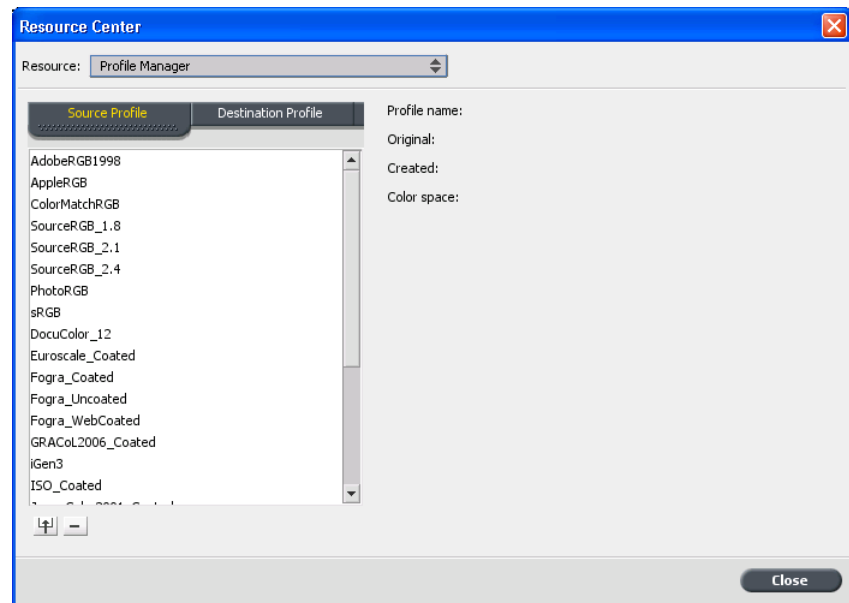 Resource Center
Resource: Profile Manager
Source Profile Destination Profile
AdobeRGB1998
AppleRGB
ColorMatchRGB
SourceRGB_1.8
SourceRGB_2.1
SourceRGB_2.4
PhotoRGB
sRGB
DocuColor_12
Euroscale_Coated
Fogra_Coated
Fogra_Uncoated
Fogra_WebCoated
GRACoL2006_Coated
iGen3
ISO_Coated
Profile name:
Original:
Created:
Color space:
Close